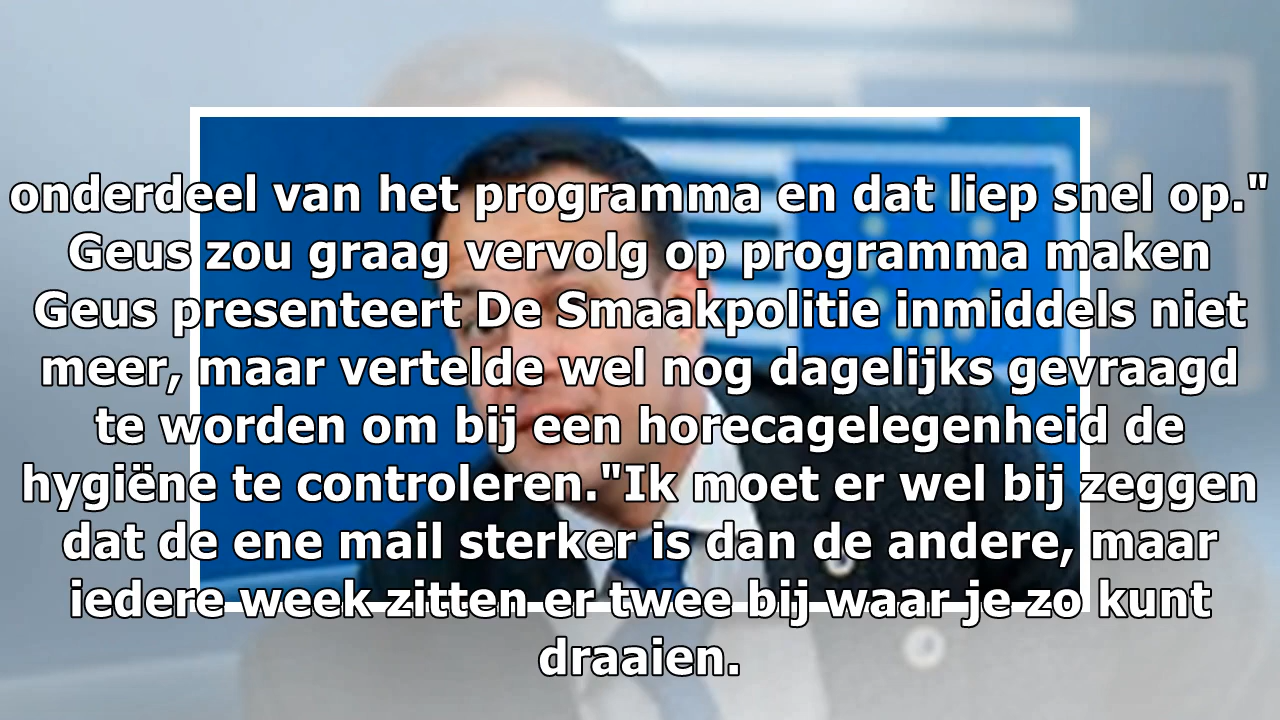 onderdeel van het programma en dat liep snel op."
Geus zou graag vervolg op programma maken
Geus presenteert De Smaakpolitie inmiddels niet
meer, maar vertelde wel nog dagelijks gevraagd
te worden om bij een horecagelegenheid de
hygiëne te controleren."Ik moet er wel bij zeggen
dat de ene mail sterker is dan de andere, maar
iedere week zitten er twee bij waar je zo kunt
draaien.